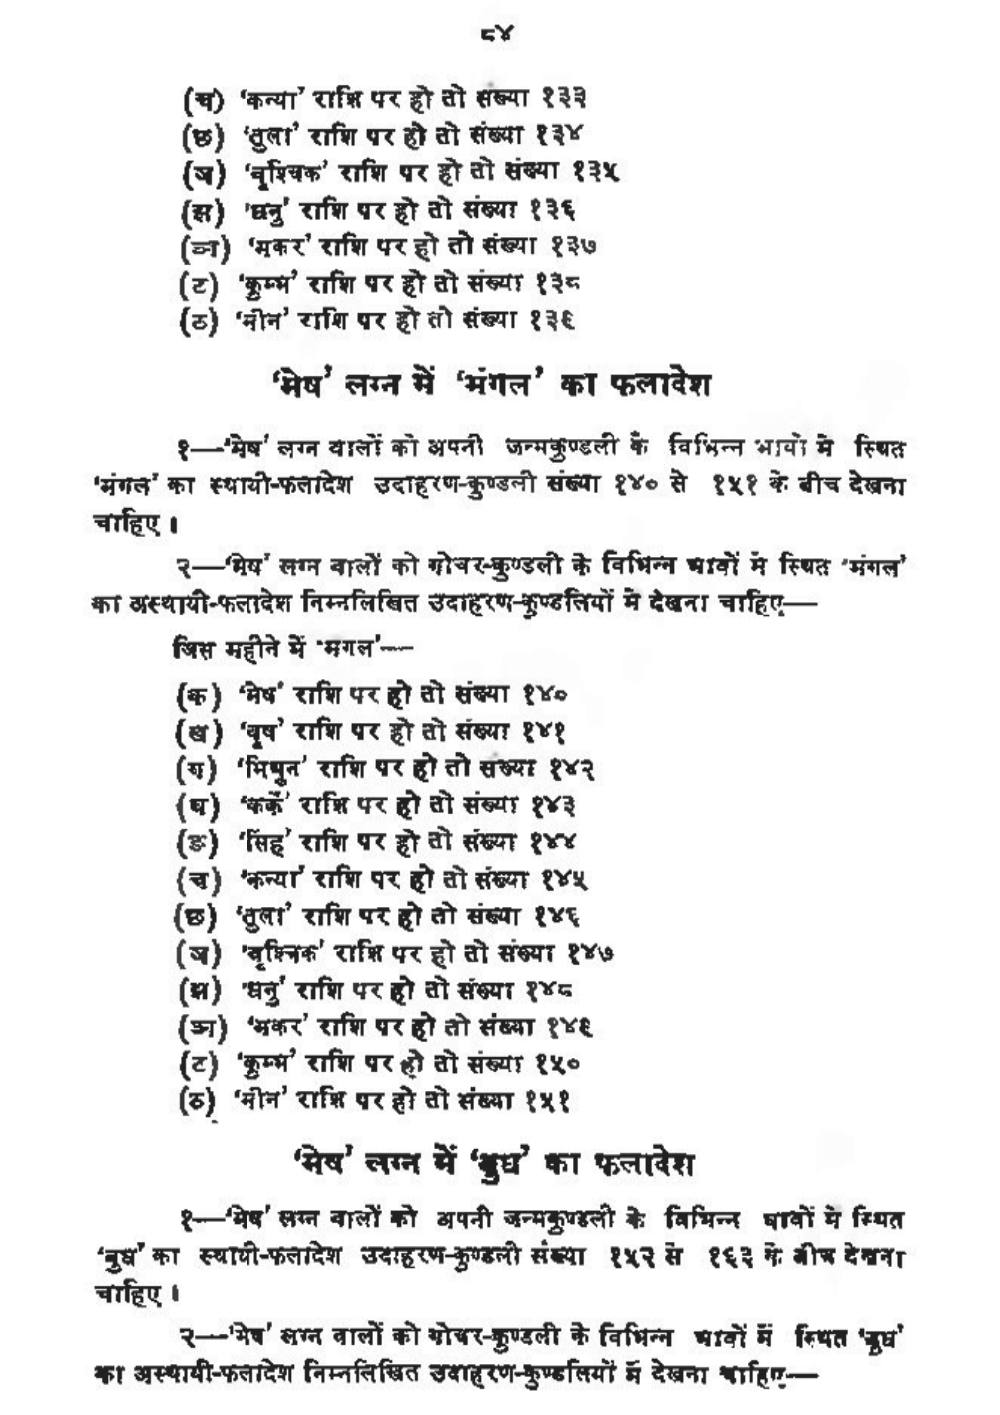 ८४
(च) 'कन्या' राशि पर हो तो संख्या १३३
(छ) 'तुला' राशि पर हो तो संख्या १३४
(ज) 'वृश्चिक' राशि पर हो तो संख्या १३५
(झ) 'धनु' राशि पर हो तो संख्या १३६
(ञ) 'मकर' राशि पर हो तो संख्या १३७
(ट) 'कुम्भ' राशि पर हो तो संख्या १३८
(ठ) 'मीन' राशि पर हो तो संख्या १३९
'मेष' लग्न में 'मंगल' का फलादेश
१—'मेष' लग्न वालों को अपनी जन्मकुण्डली के विभिन्न भावों में स्थित
'मंगल' का स्थायी-फलादेश उदाहरण-कुण्डली संख्या १४० से १५१ के बीच देखना
चाहिए।
२—'मेष' लग्न वालों को गोचर-कुण्डली के विभिन्न भावों में स्थित 'मंगल'
का अस्थायी-फलादेश निम्नलिखित उदाहरण-कुण्डलियों में देखना चाहिए—
जिस महीने में 'मंगल'—
(क) 'मेष' राशि पर हो तो संख्या १४०
(ख) 'वृष' राशि पर हो तो संख्या १४१
(ग) 'मिथुन' राशि पर हो तो संख्या १४२
(घ) 'कर्क' राशि पर हो तो संख्या १४३
(ङ) 'सिंह' राशि पर हो तो संख्या १४४
(च) 'कन्या' राशि पर हो तो संख्या १४५
(छ) 'तुला' राशि पर हो तो संख्या १४६
(ज) 'वृश्चिक' राशि पर हो तो संख्या १४७
(झ) 'धनु' राशि पर हो तो संख्या १४८
(ञ) 'मकर' राशि पर हो तो संख्या १४९
(ट) 'कुम्भ' राशि पर हो तो संख्या १५०
(ठ) 'मीन' राशि पर हो तो संख्या १५१
'मेष' लग्न में 'बुध' का फलादेश
१—'मेष' लग्न वालों को अपनी जन्मकुण्डली के विभिन्न भावों में स्थित
'बुध' का स्थायी-फलादेश उदाहरण-कुण्डली संख्या १५२ से १६३ के बीच देखना
चाहिए।
२—'मेष' लग्न वालों को गोचर-कुण्डली के विभिन्न भावों में स्थित 'बुध'
का अस्थायी-फलादेश निम्नलिखित उदाहरण-कुण्डलियों में देखना चाहिए—